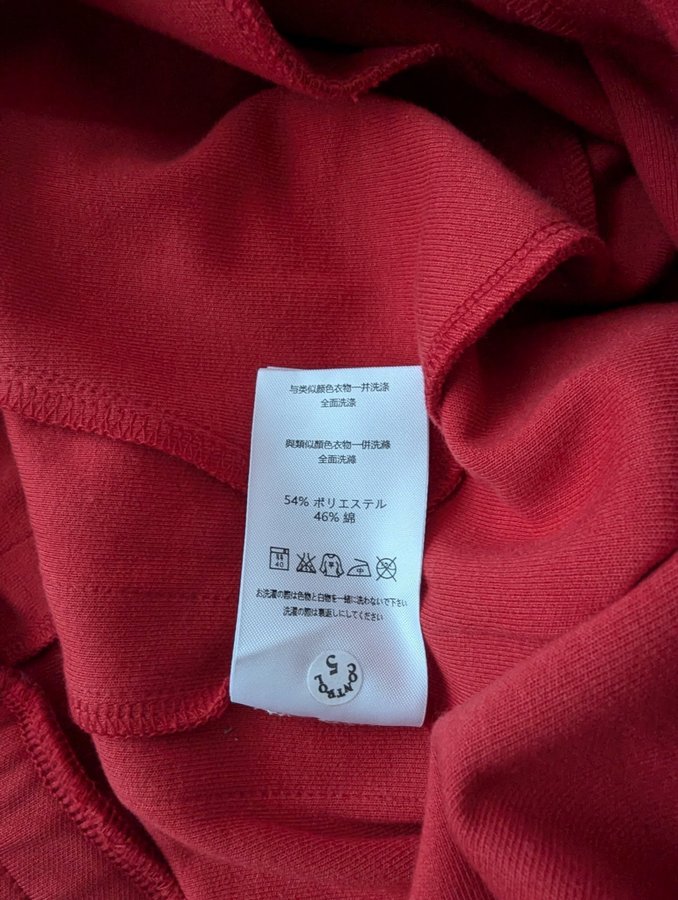 与类似颜色衣物一并洗涤
全面洗涤
與類似顏色衣物一併洗滌
全面洗滌
54% ポリエステル
46% 綿
40
平
中
お洗濯の際は色物と白物を一緒に洗わないで下さい
洗濯の際は裏返しにしてください
CONTROL
5